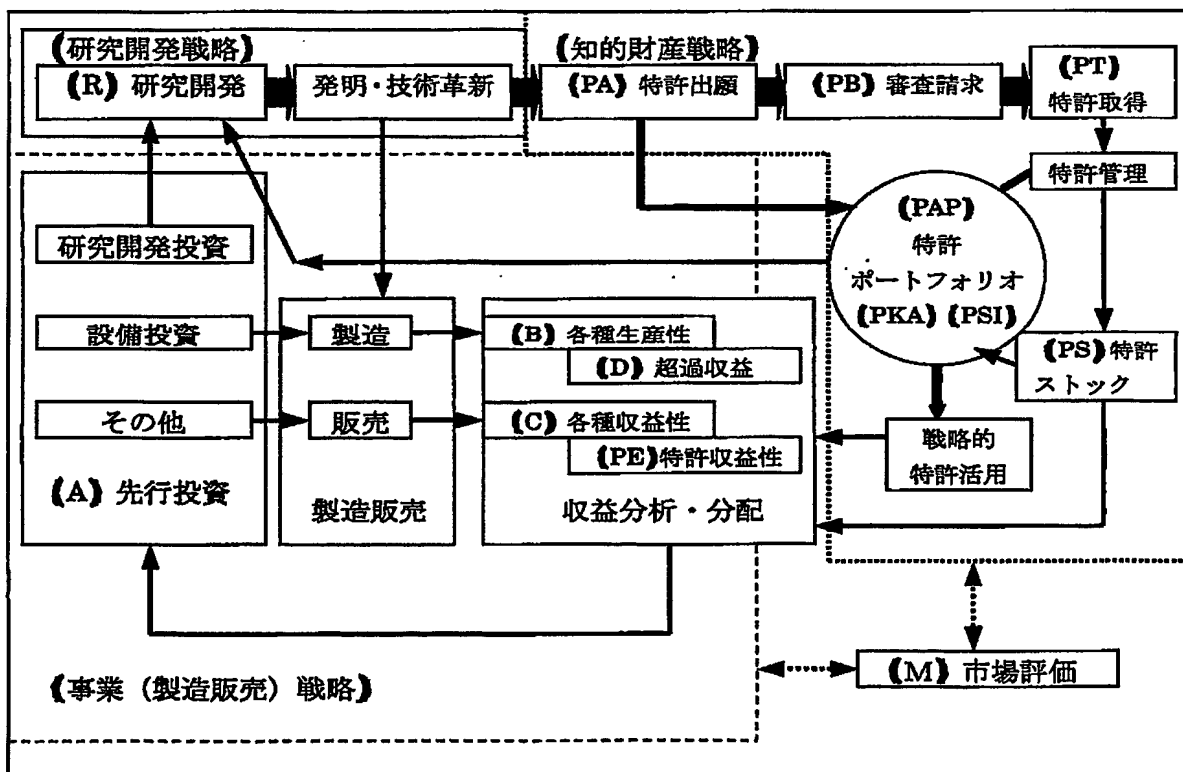 【研究開発戦略】
(R) 研究開発
発明・技術革新
【知的財産戦略】
(PA) 特許出願
(PB) 審査請求
(PT)
特許取得
特許管理
(PAP)
特許
ポートフォリオ
(PKA) (PSI)
(PS) 特許
ストック
戦略的
特許活用
研究開発投資
設備投資
その他
(A) 先行投資
製造
販売
製造販売
(B) 各種生産性
(D) 超過収益
(C) 各種収益性
(PE) 特許収益性
収益分析・分配
【事業（製造販売）戦略】
(M) 市場評価